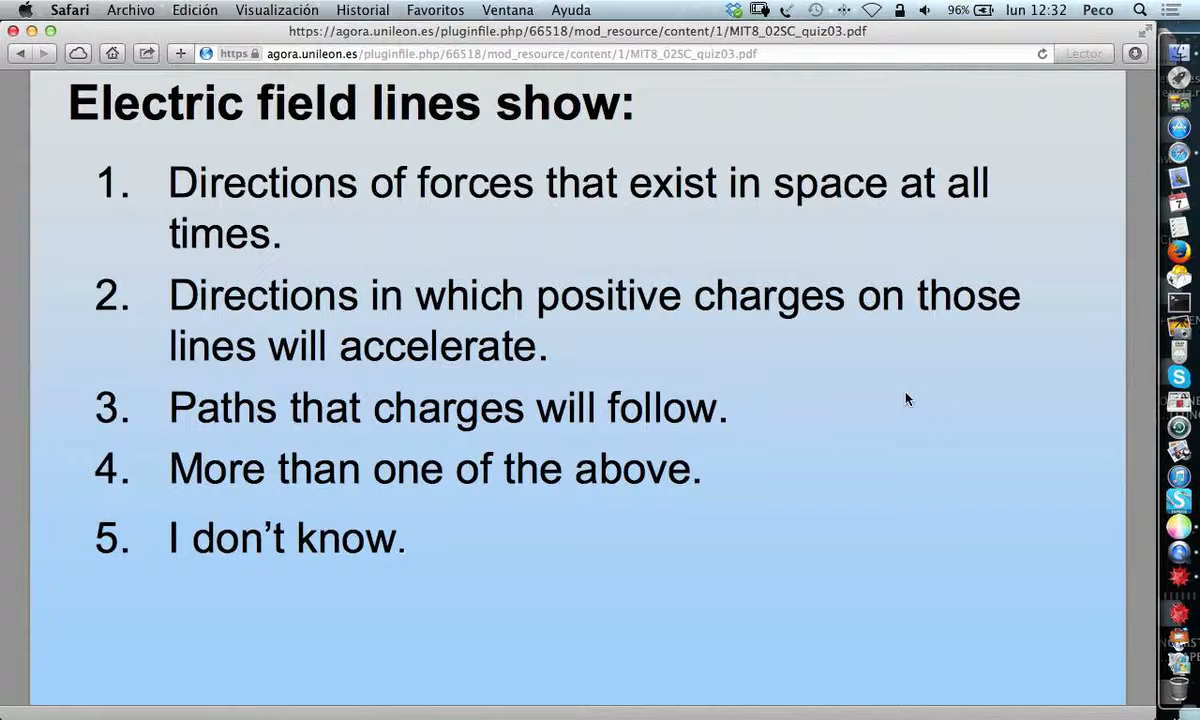 Safari Archivo Edición Visualización Historial Favoritos Ventana Ayuda 96% lun 12:32 Peco
https://agora.unileon.es/pluginfile.php/66518/mod_resource/content/1/MIT8_02SC_quiz03.pdf
https agora.unileon.es/pluginfile.php/66518/mod_resource/content/1/MIT8_02SC_quiz03.pdf Lector
Electric field lines show:
1. Directions of forces that exist in space at all
times.
2. Directions in which positive charges on those
lines will accelerate.
3. Paths that charges will follow.
4. More than one of the above.
5. I don’t know.